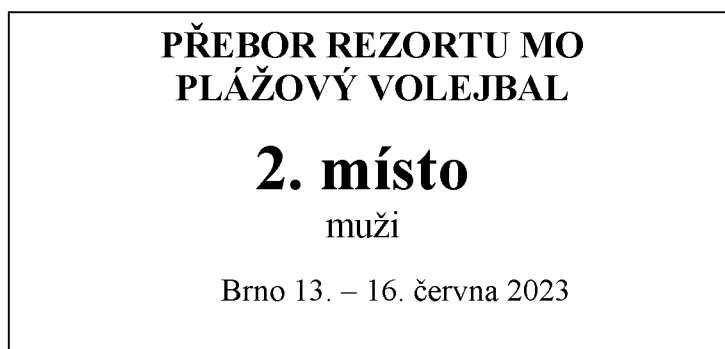 PŘEBOR REZORTU MO
PLÁŽOVÝ VOLEJBAL
2. místo
muži
Brno 13. – 16. června 2023